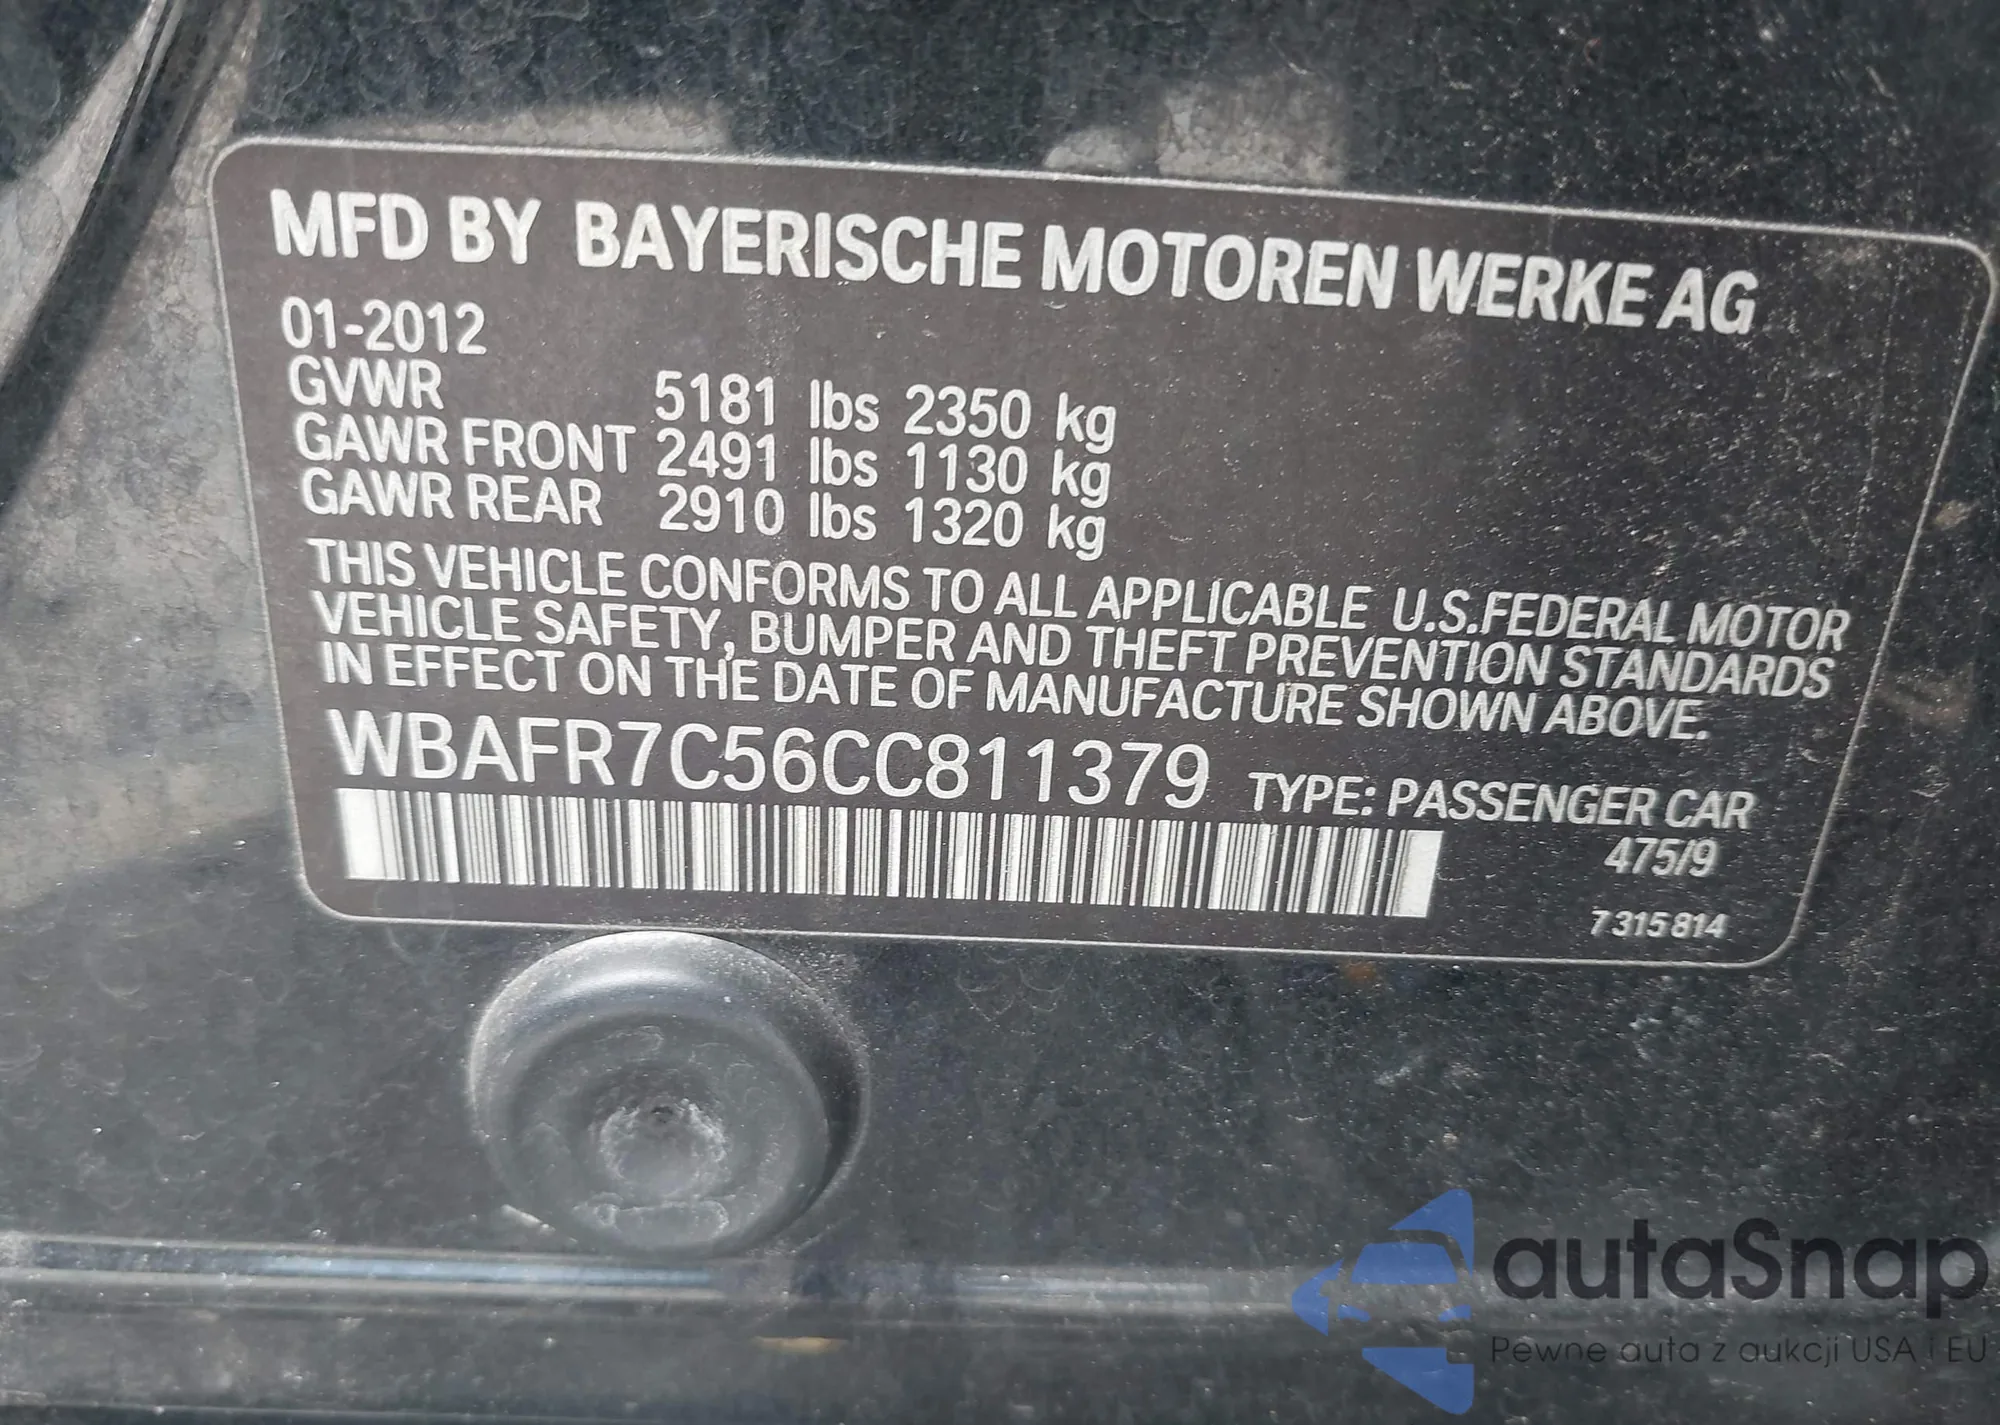 MFD BY BAYERISCHE MOTOREN WERKE AG
01-2012
GVWR 5181 lbs 2350 kg
GAWR FRONT 2491 lbs 1130 kg
GAWR REAR 2910 lbs 1320 kg
THIS VEHICLE CONFORMS TO ALL APPLICABLE U.S.FEDERAL MOTOR
VEHICLE SAFETY, BUMPER AND THEFT PREVENTION STANDARDS
IN EFFECT ON THE DATE OF MANUFACTURE SHOWN ABOVE.
WBAFR7C56CC811379 TYPE: PASSENGER CAR
475/9
7315814
autaSnap
Pewne auta z aukcji USA i EU